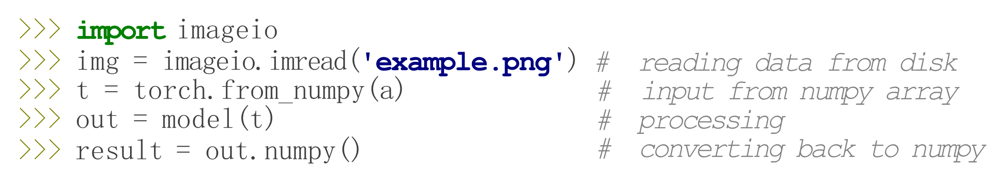 >>> import imageio
>>> img = imageio.imread('example.png') # reading data from disk
>>> t = torch.from_numpy(a) # input from numpy array
>>> out = model(t) # processing
>>> result = out.numpy() # converting back to numpy